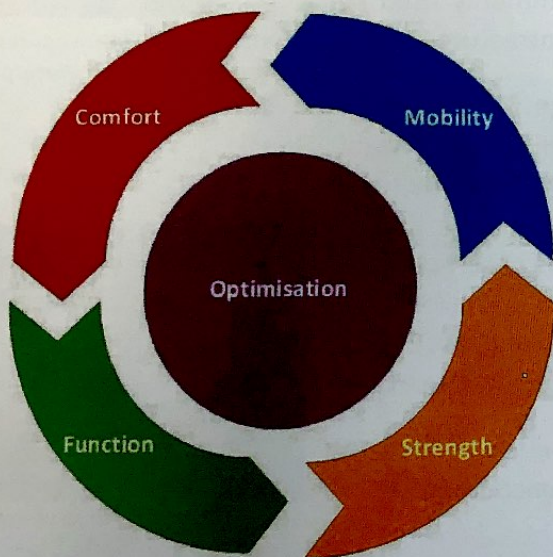 Comfort
Mobility
Optimisation
Function
Strength